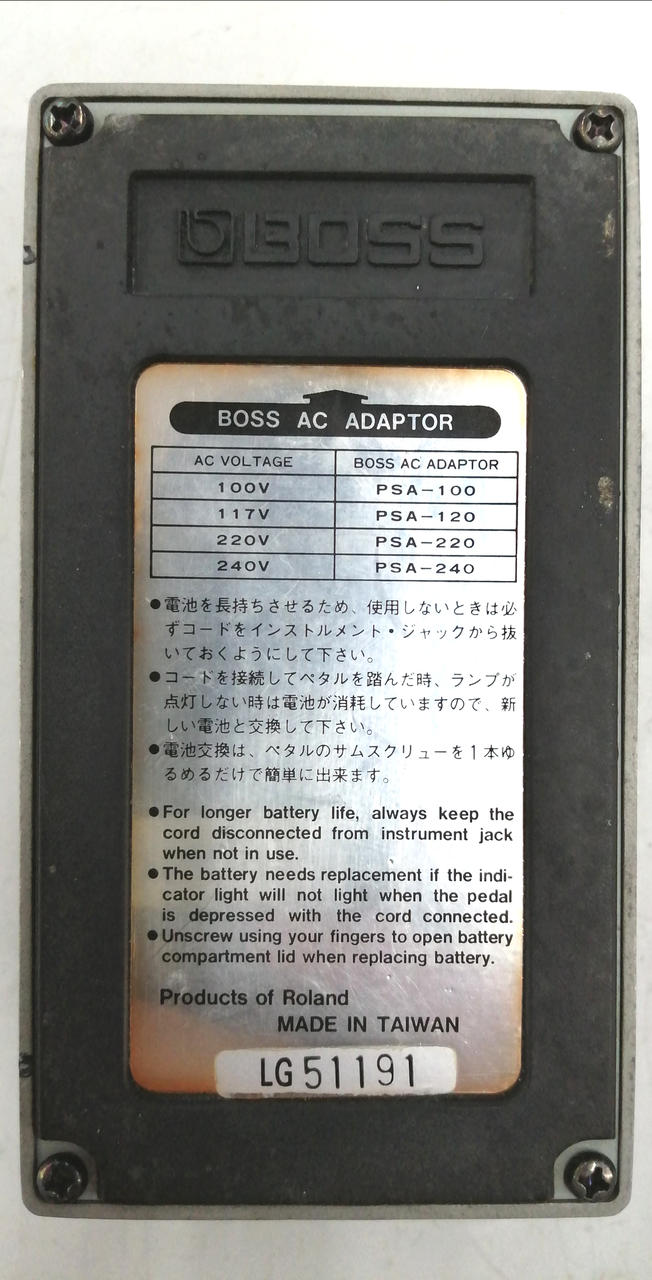 BOSS
BOSS AC ADAPTOR
AC VOLTAGE BOSS AC ADAPTOR
100V PSA-100
117V PSA-120
220V PSA-220
240V PSA-240
●電池を長持ちさせるため、使用しないときは必
ずコードをインストルメント・ジャックから抜
いておくようにして下さい。
●コードを接続してペタルを踏んだ時、ランプが
点灯しない時は電池が消耗していますので、新
しい電池と交換して下さい。
●電池交換は、ペタルのサムスクリューを1本ゆ
るめるだけで簡単に出来ます。
●For longer battery life, always keep the
cord disconnected from instrument jack
when not in use.
●The battery needs replacement if the indi-
cator light will not light when the pedal
is depressed with the cord connected.
●Unscrew using your fingers to open battery
compartment lid when replacing battery.
Products of Roland
MADE IN TAIWAN
LG51191